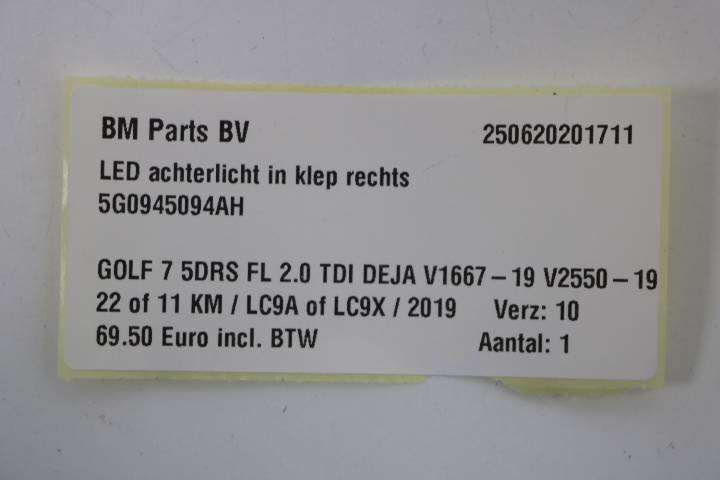 BM Parts BV 250620201711
LED achterlicht in klep rechts
5G0945094AH
GOLF 7 5DRS FL 2.0 TDI DEJA V1667-19 V2550-19
22 of 11 KM / LC9A of LC9X / 2019 Verz: 10
69.50 Euro incl. BTW Aantal: 1